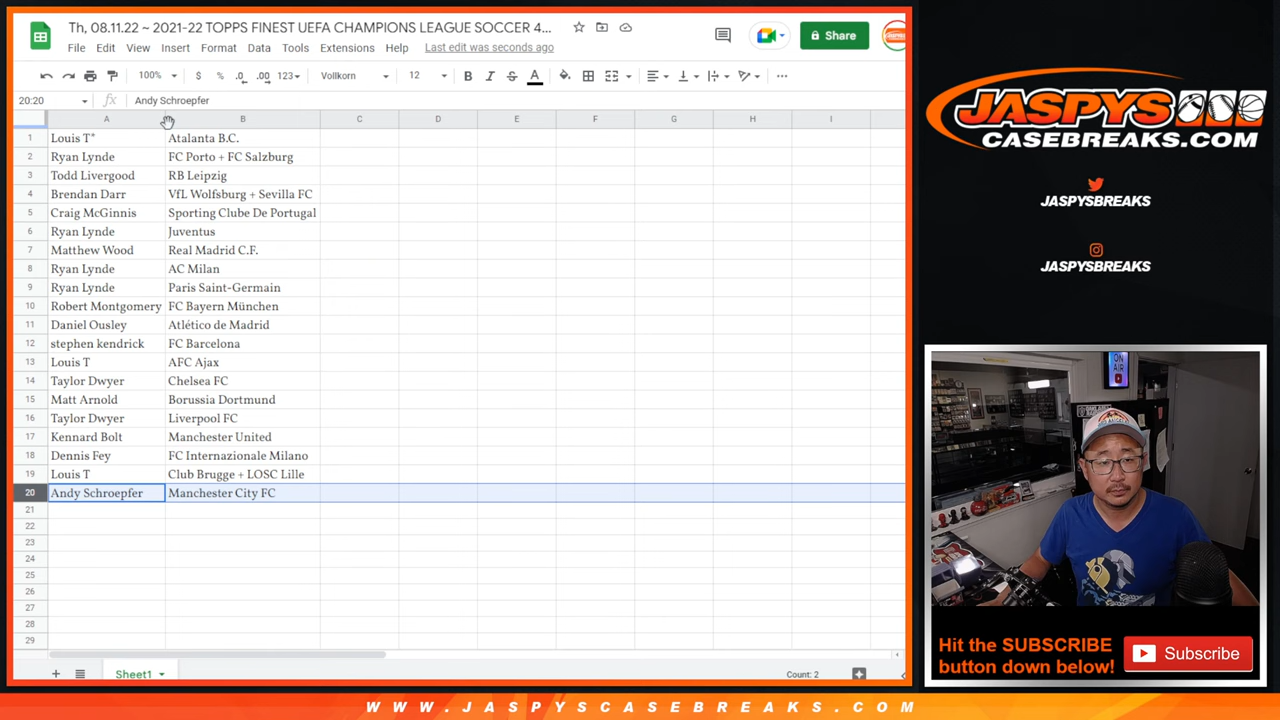 Th, 08.11.22 ~ 2021-22 TOPPS FINEST UEFA CHAMPIONS LEAGUE SOCCER 4...
File Edit View Insert Format Data Tools Extensions Help Last edit was seconds ago
Share
100% $ % .0 .00 123 Vollkorn 12 B I S A
20:20 fx Andy Schroepfer
A B C D E F G H I
1 Louis T* Atalanta B.C.
2 Ryan Lynde FC Porto + FC Salzburg
3 Todd Livergood RB Leipzig
4 Brendan Darr VfL Wolfsburg + Sevilla FC
5 Craig McGinnis Sporting Clube De Portugal
6 Ryan Lynde Juventus
7 Matthew Wood Real Madrid C.F.
8 Ryan Lynde AC Milan
9 Ryan Lynde Paris Saint-Germain
10 Robert Montgomery FC Bayern München
11 Daniel Ousley Atlético de Madrid
12 stephen kendrick FC Barcelona
13 Louis T AFC Ajax
14 Taylor Dwyer Chelsea FC
15 Matt Arnold Borussia Dortmund
16 Taylor Dwyer Liverpool FC
17 Kennard Bolt Manchester United
18 Dennis Fey FC Internazionale Milano
19 Louis T Club Brugge + LOSC Lille
20 Andy Schroepfer Manchester City FC
21
22
23
24
25
26
27
28
29
Sheet1
Count: 2
JASPYS
CASEBREAKS.COM
JASPYSBREAKS
JASPYSBREAKS
ON AIR
Hit the SUBSCRIBE
button down below!
Subscribe
WWW.JASPYSCASEBREAKS.COM